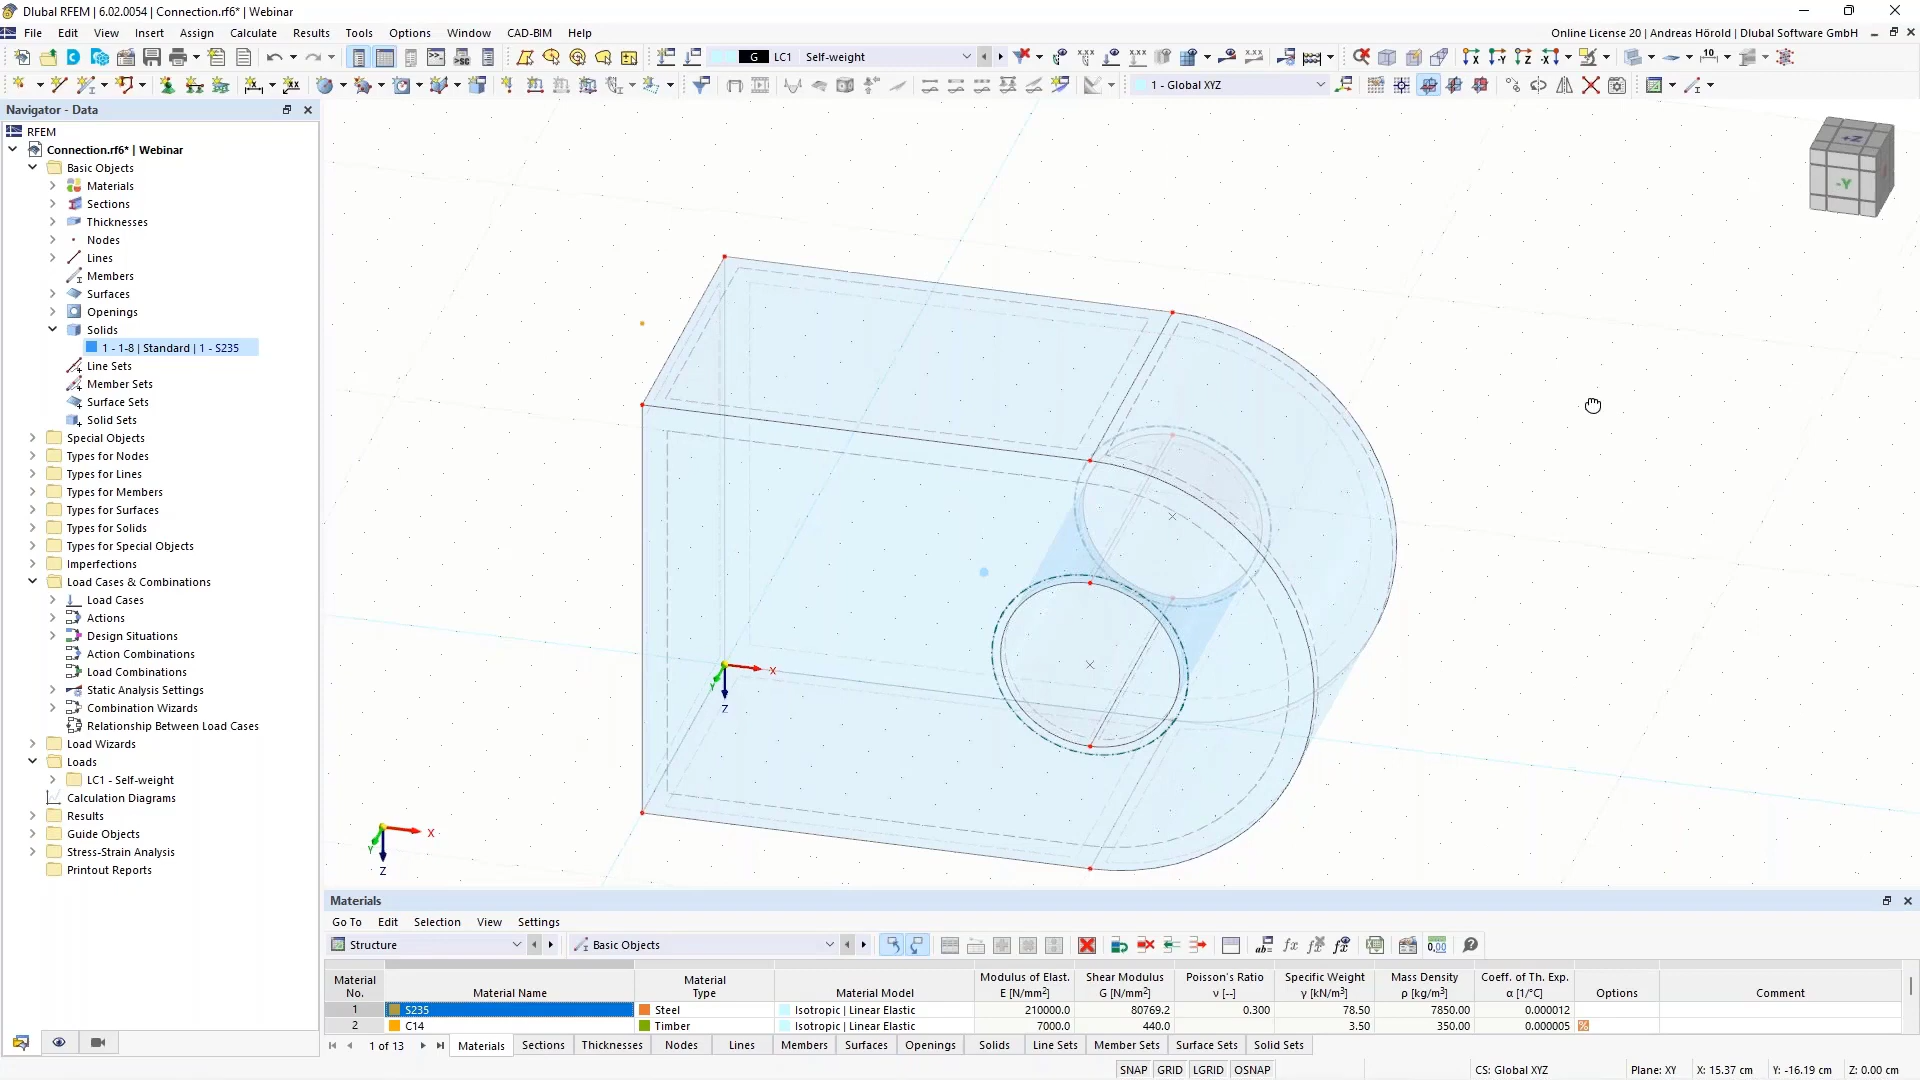 Dlubal RFEM | 6.02.0054 | Connection.rf6* | Webinar
File Edit View Insert Assign Calculate Results Tools Options Window CAD-BIM Help
Online License 20 | Andreas Hörold | Dlubal Software GmbH
G LC1 Self-weight
1 - Global XYZ
Navigator - Data
RFEM
Connection.rf6* | Webinar
Basic Objects
Materials
Sections
Thicknesses
Nodes
Lines
Members
Surfaces
Openings
Solids
1 - 1-8 | Standard | 1 - S235
Line Sets
Member Sets
Surface Sets
Solid Sets
Special Objects
Types for Nodes
Types for Lines
Types for Members
Types for Surfaces
Types for Solids
Types for Special Objects
Imperfections
Load Cases & Combinations
Load Cases
Actions
Design Situations
Action Combinations
Load Combinations
Static Analysis Settings
Combination Wizards
Relationship Between Load Cases
Load Wizards
Loads
LC1 - Self-weight
Calculation Diagrams
Results
Guide Objects
Stress-Strain Analysis
Printout Reports
+Z
-Y
X
Y
Z
X
Y
Z
Materials
Go To Edit Selection View Settings
Structure Basic Objects
Material No. Material Name Material Type Material Model Modulus of Elast. E [N/mm²] Shear Modulus G [N/mm²] Poisson's Ratio ν [--] Specific Weight γ [kN/m³] Mass Density ρ [kg/m³] Coeff. of Th. Exp. α [1/°C] Options Comment
1 S235 Steel Isotropic | Linear Elastic 210000.0 80769.2 0.300 78.50 7850.00 0.000012
2 C14 Timber Isotropic | Linear Elastic 7000.0 440.0 3.50 350.00 0.000005
1 of 13 Materials Sections Thicknesses Nodes Lines Members Surfaces Openings Solids Line Sets Member Sets Surface Sets Solid Sets
SNAP GRID LGRID OSNAP CS: Global XYZ Plane: XY X: 15.37 cm Y: -16.19 cm Z: 0.00 cm